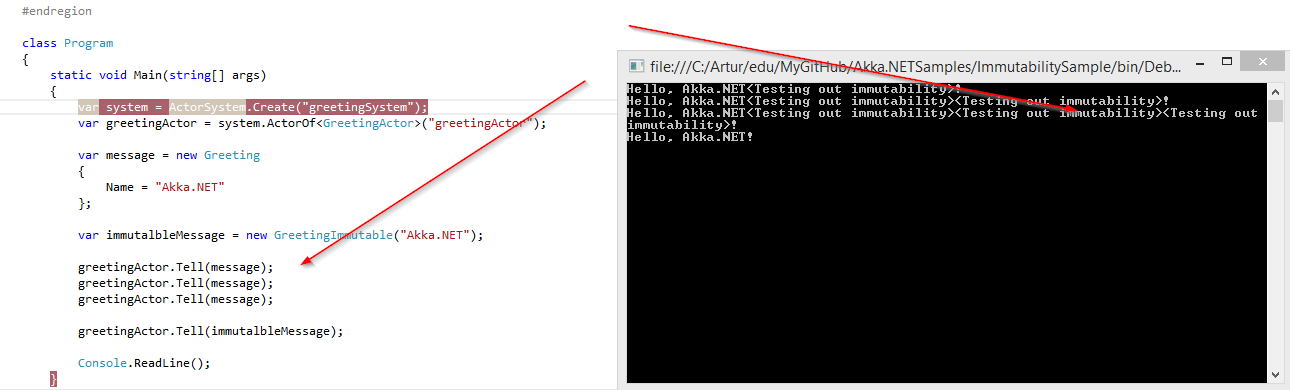 #endregion
class Program
{
static void Main(string[] args)
{
var system = ActorSystem.Create("greetingSystem");
var greetingActor = system.ActorOf<GreetingActor>("greetingActor");
var message = new Greeting
{
Name = "Akka.NET"
};
var immutalbleMessage = new GreetingImmutable("Akka.NET");
greetingActor.Tell(message);
greetingActor.Tell(message);
greetingActor.Tell(message);
greetingActor.Tell(immutalbleMessage);
Console.ReadLine();
}
file:///C:/Artur/edu/MyGitHub/Akka.NETSamples/ImmutabilitySample/bin/Deb...
Hello, Akka.NET<Testing out immutability>!
Hello, Akka.NET<Testing out immutability><Testing out immutability>!
Hello, Akka.NET<Testing out immutability><Testing out immutability><Testing out
immutability>!
Hello, Akka.NET!